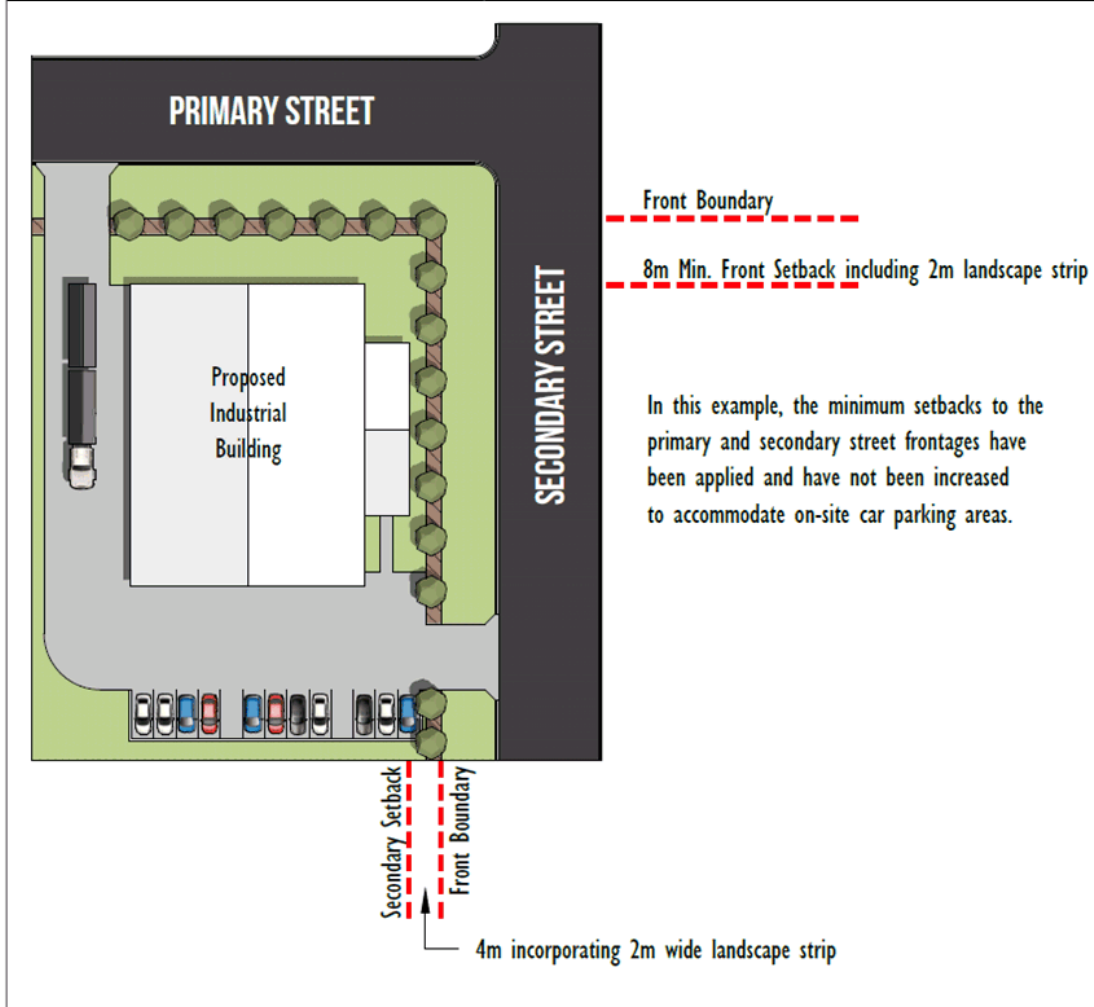 PRIMARY STREET
Front Boundary
8m Min. Front Setback including 2m landscape strip
SECONDARY STREET
Proposed
Industrial
Building
In this example, the minimum setbacks to the
primary and secondary street frontages have
been applied and have not been increased
to accommodate on-site car parking areas.
Secondary Setback
Front Boundary
4m incorporating 2m wide landscape strip